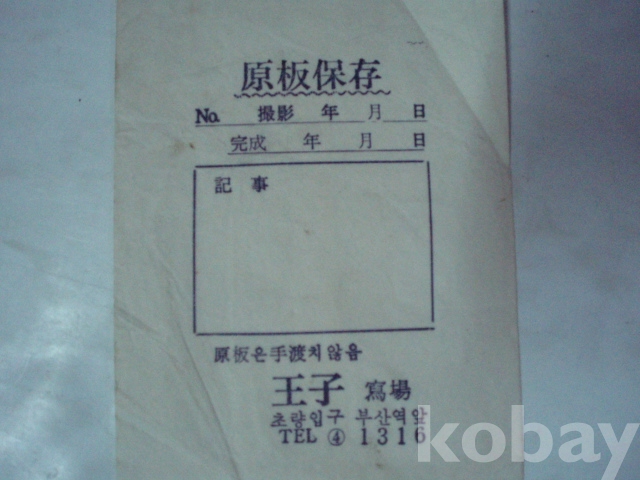 原板保存
No. 撮影 年 月 日
完成 年 月 日
記 事
原板은手渡치않음
王子 寫場
초량입구 부산역앞
TEL ④ 1316
kobay